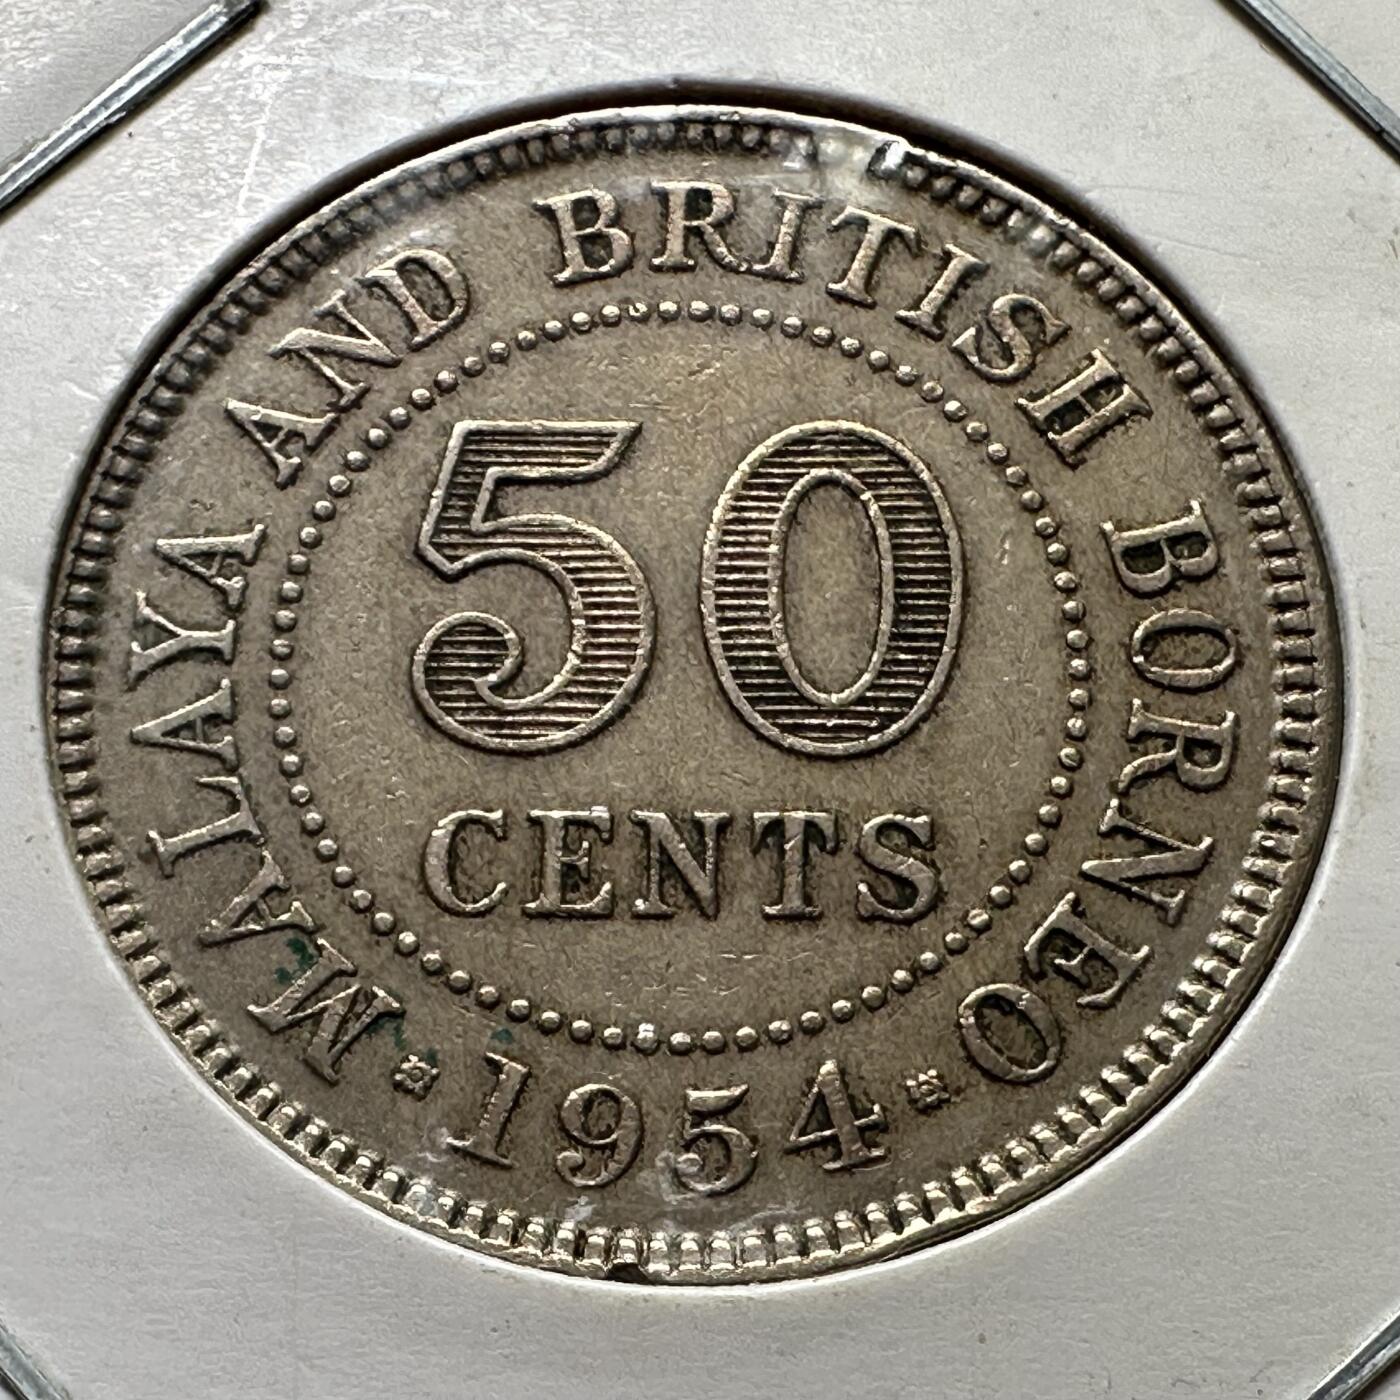 MALAYA AND BRITISH BORNEO
50
CENTS
1954